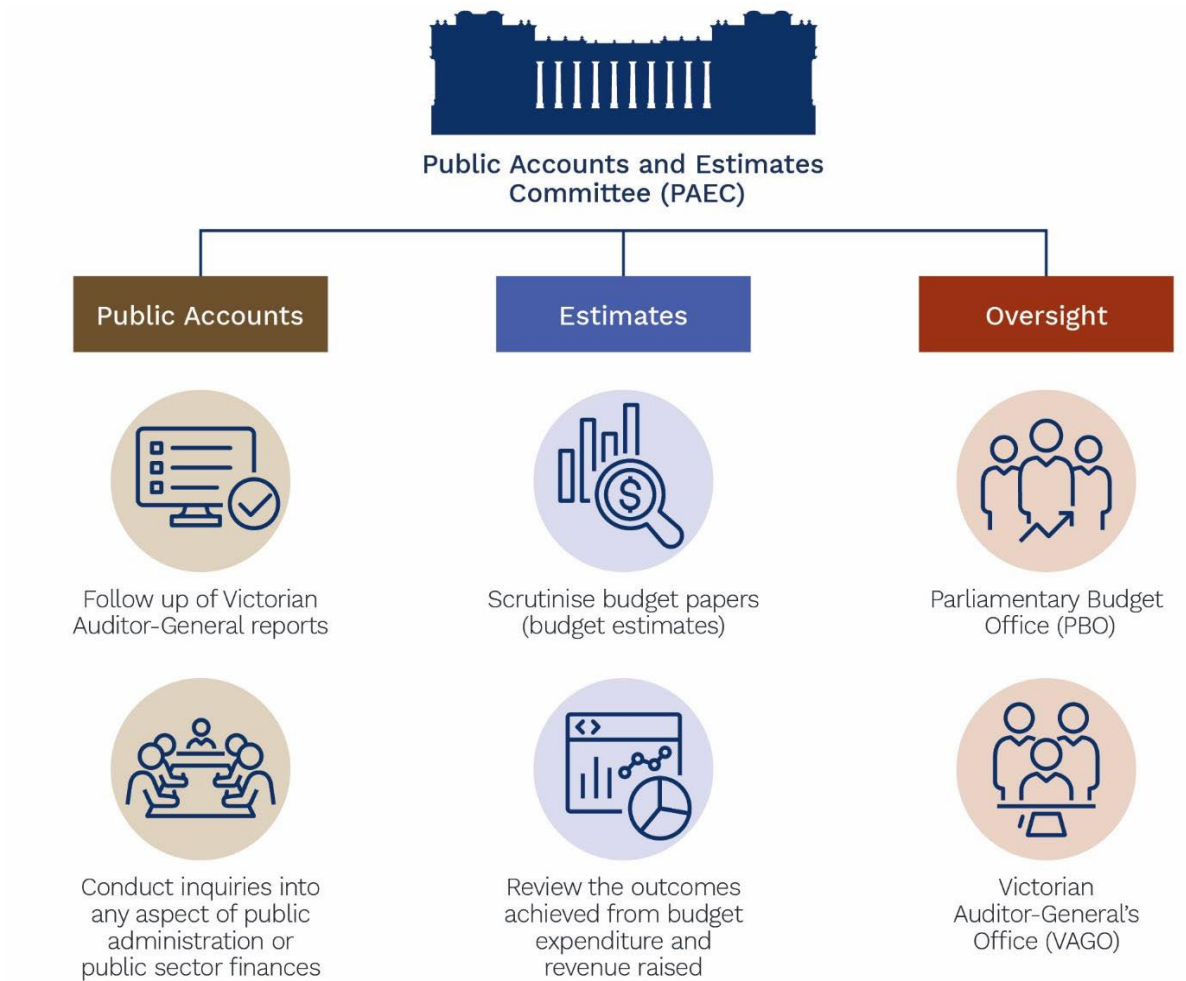 Public Accounts and Estimates
Committee (PAEC)
Public Accounts
Estimates
Oversight
Follow up of Victorian
Auditor-General reports
Scrutinise budget papers
(budget estimates)
Parliamentary Budget
Office (PBO)
Conduct inquiries into
any aspect of public
administration or
public sector finances
Review the outcomes
achieved from budget
expenditure and
revenue raised
Victorian
Auditor-General’s
Office (VAGO)